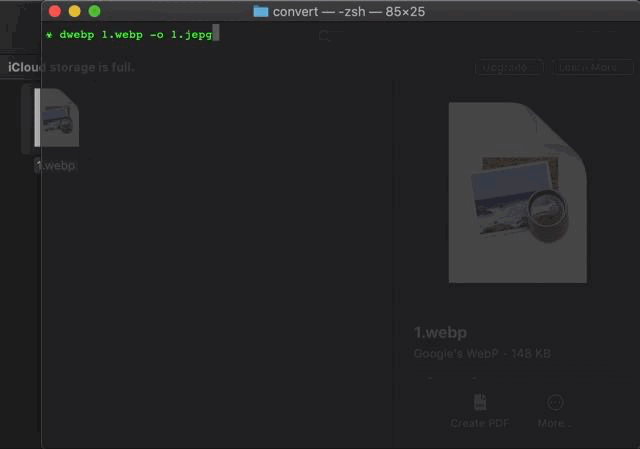 convert — -zsh — 85×25
dwebp 1.webp -o 1.jepg
iCloud storage is full.
Upgrade...
Learn More...
1.webp
1.webp
Google's WebP - 148 KB
Create PDF
More...